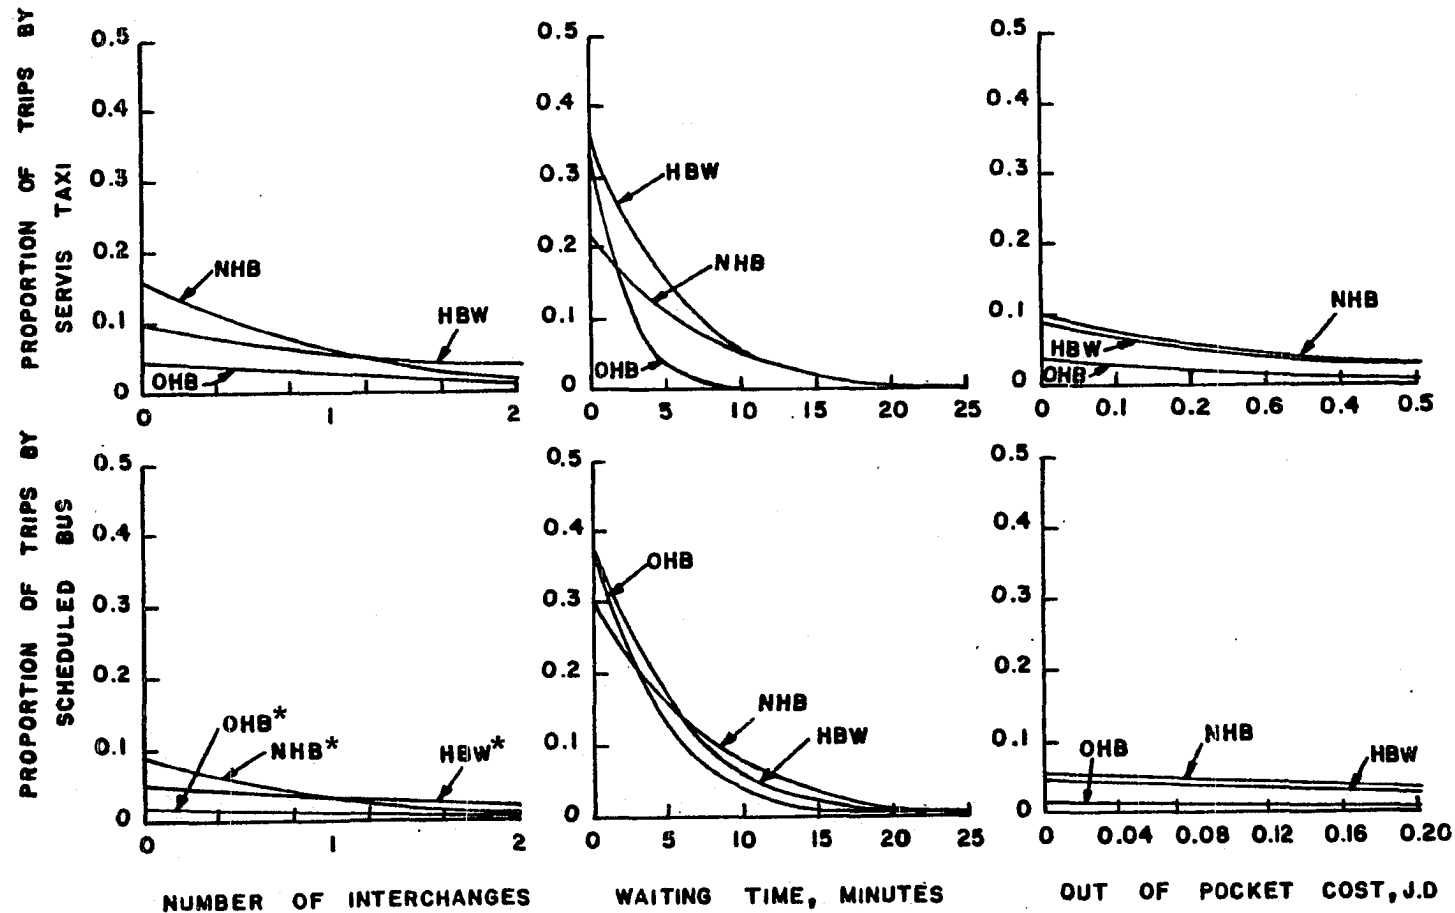 PROPORTION OF TRIPS BY
SERVIS TAXI
0.5
0.4
0.3
0.2
0.1
0
NHB
HBW
OHB
0 1 2
0.5
0.4
0.3
0.2
0.1
0
HBW
NHB
OHB
0 5 10 15 20 25
0.5
0.4
0.3
0.2
0.1
0
NHB
HBW
OHB
0 0.1 0.2 0.6 0.4 0.5
PROPORTION OF TRIPS BY
SCHEDULED BUS
0.5
0.4
0.3
0.2
0.1
0
OHB*
NHB*
HBW*
0 1 2
NUMBER OF INTERCHANGES
0.5
0.4
0.3
0.2
0.1
0
OHB
NHB
HBW
0 5 10 15 20 25
WAITING TIME, MINUTES
0.5
0.4
0.3
0.2
0.1
0
OHB
NHB
HBW
0 0.04 0.08 0.12 0.16 0.20
OUT OF POCKET COST, J.D